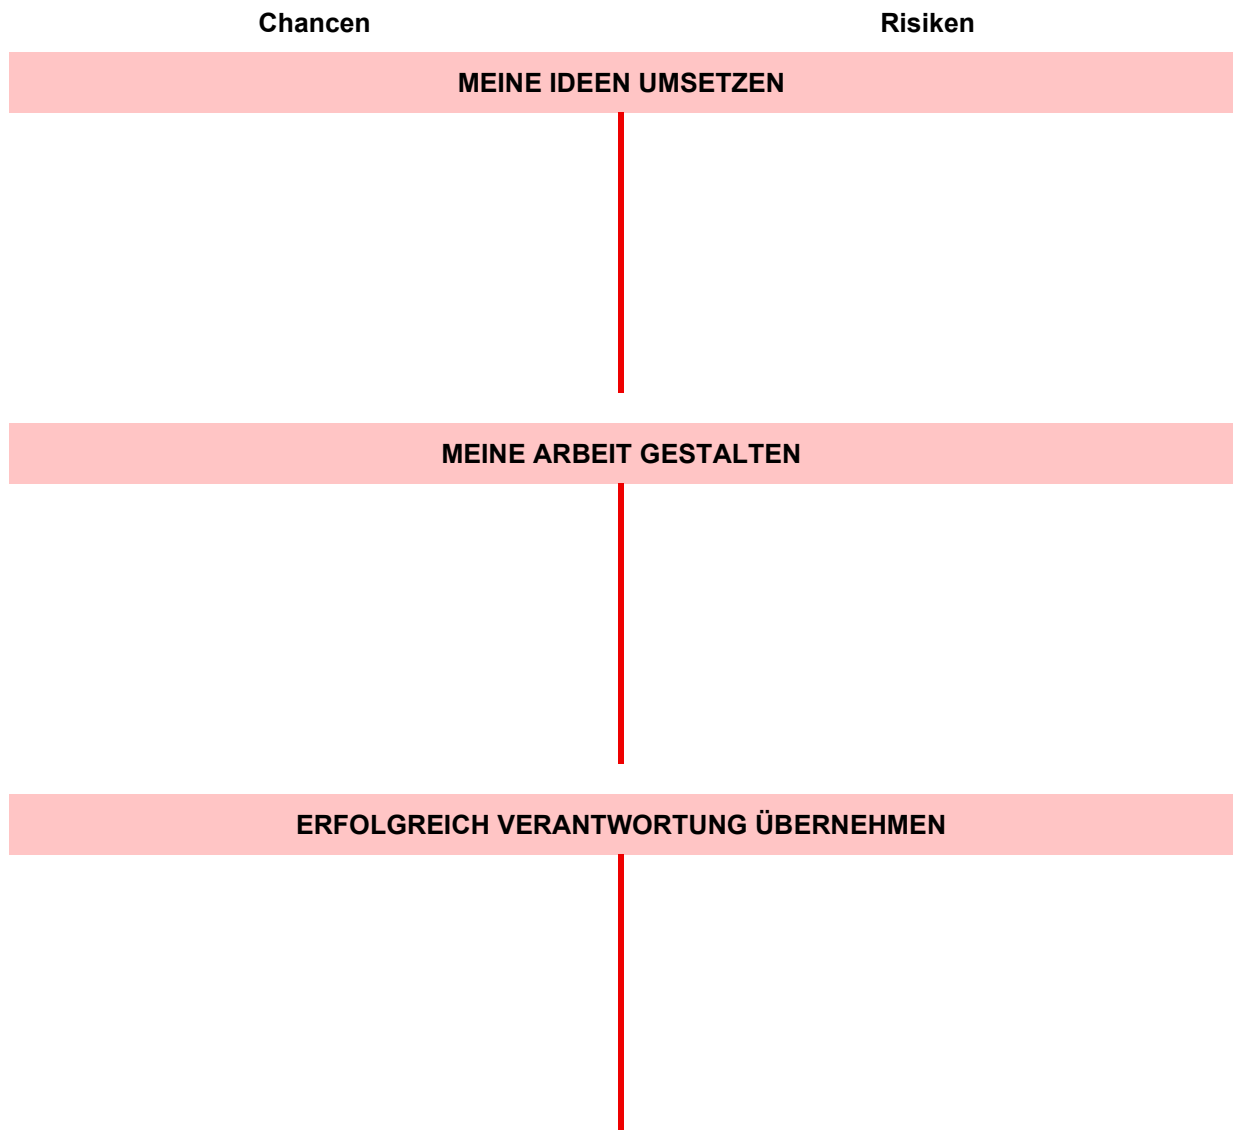 Chancen Risiken
MEINE IDEEN UMSETZEN
MEINE ARBEIT GESTALTEN
ERFOLGREICH VERANTWORTUNG ÜBERNEHMEN